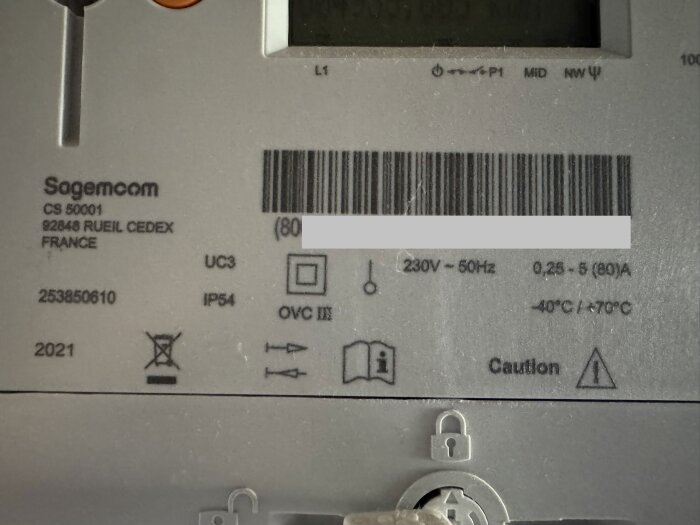 L1 P1 MID NW
100
Sagemcom
CS 50001
92848 RUEIL CEDEX
FRANCE
(80
UC3
230V ~ 50Hz 0,25 - 5 (80)A
253850610 IP54
OVC III
-40°C / +70°C
2021
Caution